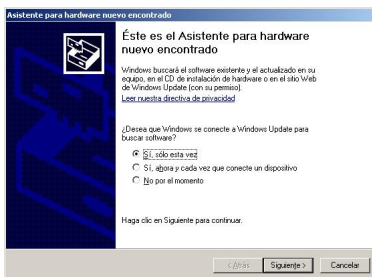 Asistente para hardware nuevo encontrado
Éste es el Asistente para hardware
nuevo encontrado
Windows buscará el software existente y el actualizado en su
equipo, en el CD de instalación de hardware o en el sitio Web
de Windows Update (con su permiso).
Leer nuestra directiva de privacidad
¿Desea que Windows se conecte a Windows Update para
buscar software?
Sí, sólo esta vez
Sí, ahora y cada vez que conecte un dispositivo
No por el momento
Haga clic en Siguiente para continuar.
< Atrás
Siguiente >
Cancelar